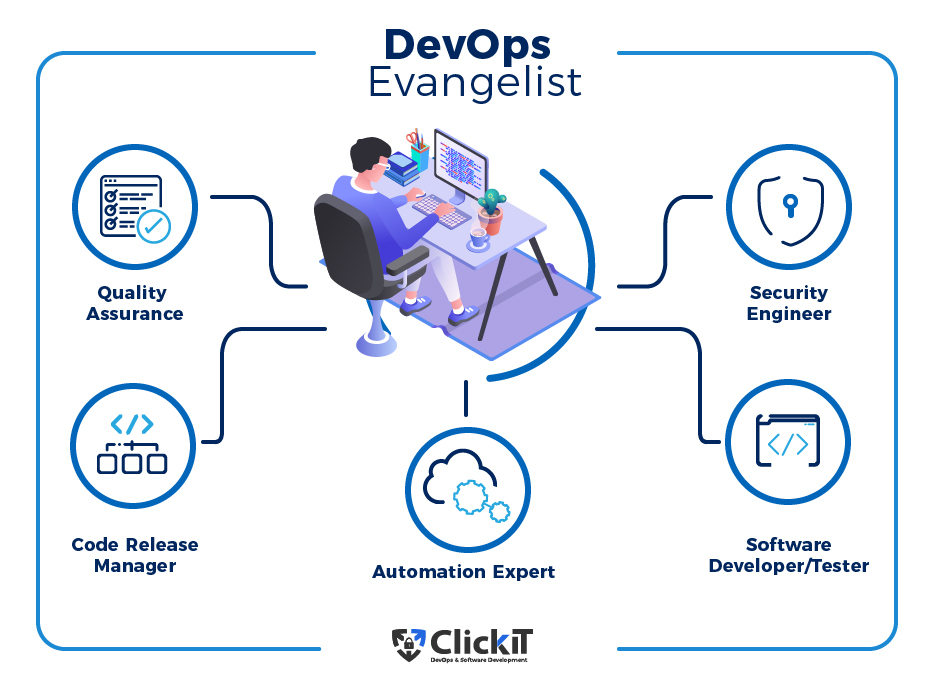 DevOps
Evangelist
Quality
Assurance
Security
Engineer
Code Release
Manager
Automation Expert
Software
Developer/Tester
ClickIT
DevOps & Software Development